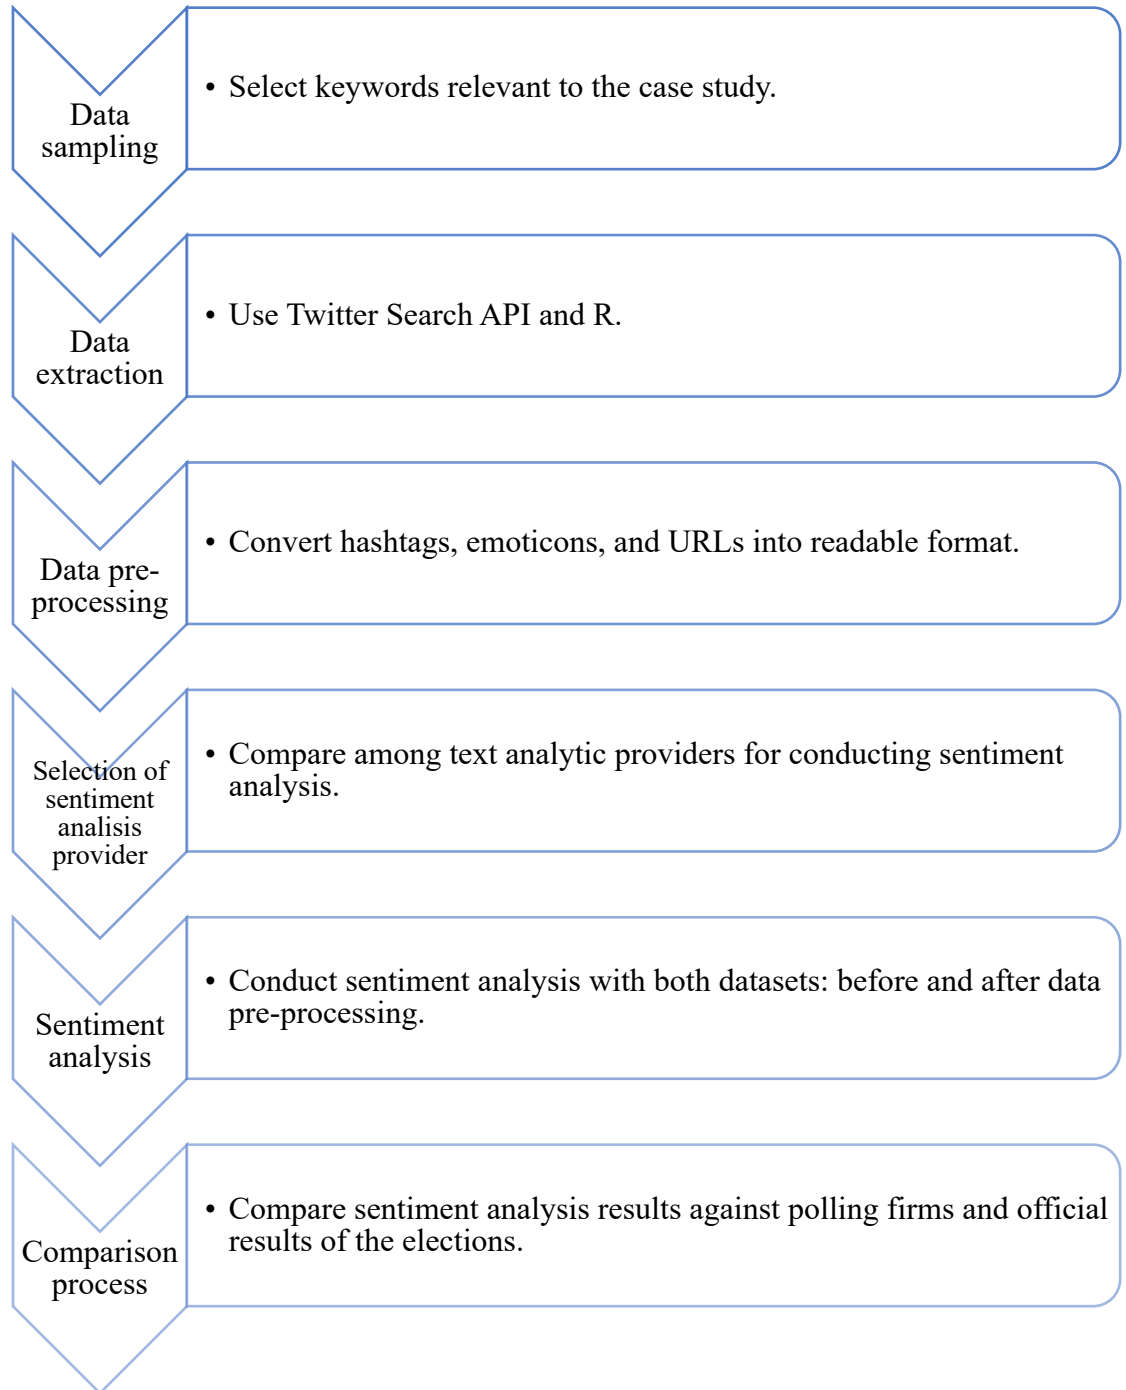 Data
sampling
• Select keywords relevant to the case study.
Data
extraction
• Use Twitter Search API and R.
Data pre-
processing
• Convert hashtags, emoticons, and URLs into readable format.
Selection of
sentiment
analisis
provider
• Compare among text analytic providers for conducting sentiment
analysis.
Sentiment
analysis
• Conduct sentiment analysis with both datasets: before and after data
pre-processing.
Comparison
process
• Compare sentiment analysis results against polling firms and official
results of the elections.